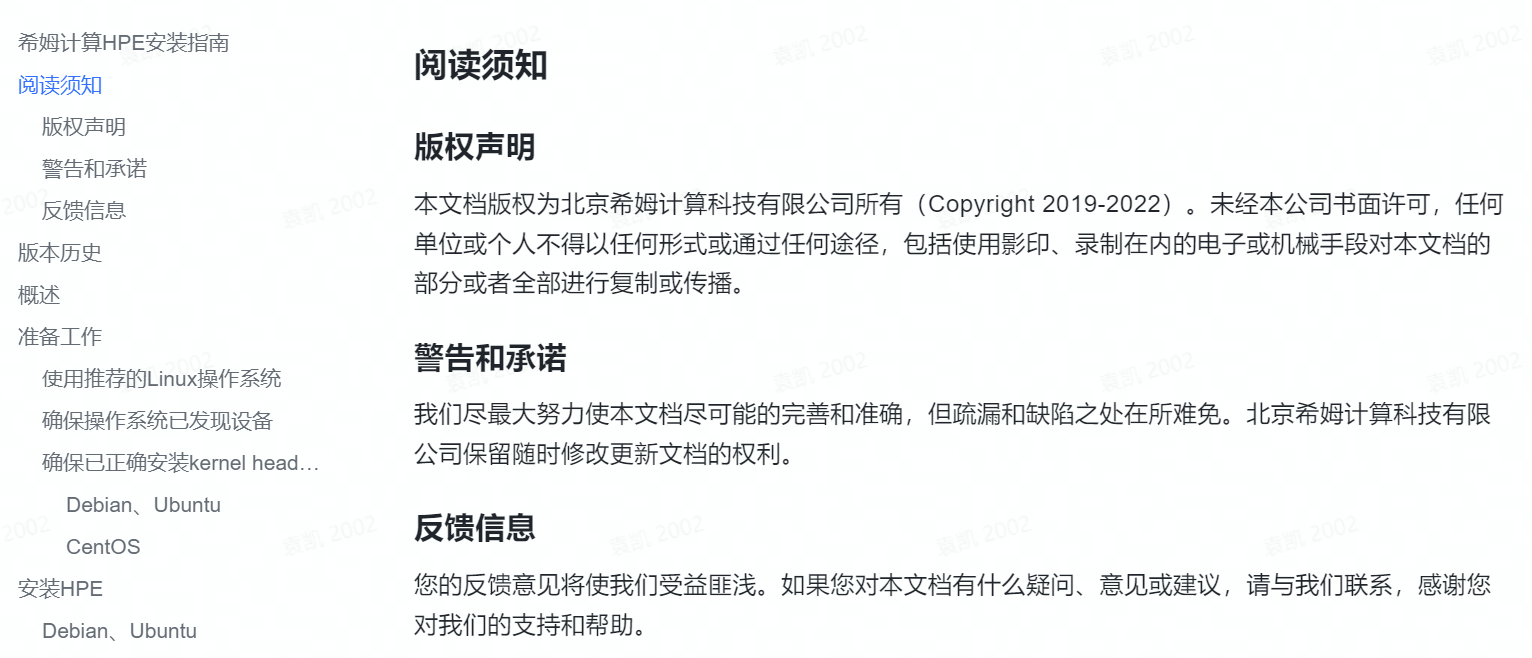 希姆计算HPE安装指南
阅读须知
版权声明
警告和承诺
反馈信息
版本历史
概述
准备工作
使用推荐的Linux操作系统
确保操作系统已发现设备
确保已正确安装kernel head…
Debian、Ubuntu
CentOS
安装HPE
Debian、Ubuntu
阅读须知
版权声明
本文档版权为北京希姆计算科技有限公司所有（Copyright 2019-2022）。未经本公司书面许可，任何
单位或个人不得以任何形式或通过任何途径，包括使用影印、录制在内的电子或机械手段对本文档的
部分或者全部进行复制或传播。
警告和承诺
我们尽最大努力使本文档尽可能的完善和准确，但疏漏和缺陷之处在所难免。北京希姆计算科技有限
公司保留随时修改更新文档的权利。
反馈信息
您的反馈意见将使我们受益匪浅。如果您对本文档有什么疑问、意见或建议，请与我们联系，感谢您
对我们的支持和帮助。
袁凯 2002